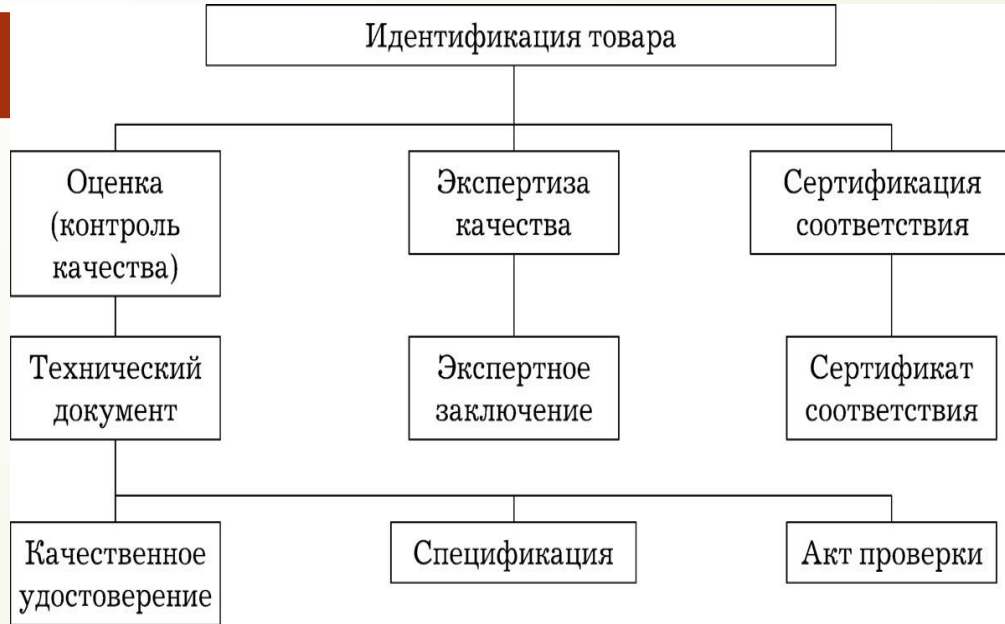 Идентификация товара
Оценка
(контроль
качества)
Экспертиза
качества
Сертификация
соответствия
Технический
документ
Экспертное
заключение
Сертификат
соответствия
Качественное
удостоверение
Спецификация
Акт проверки